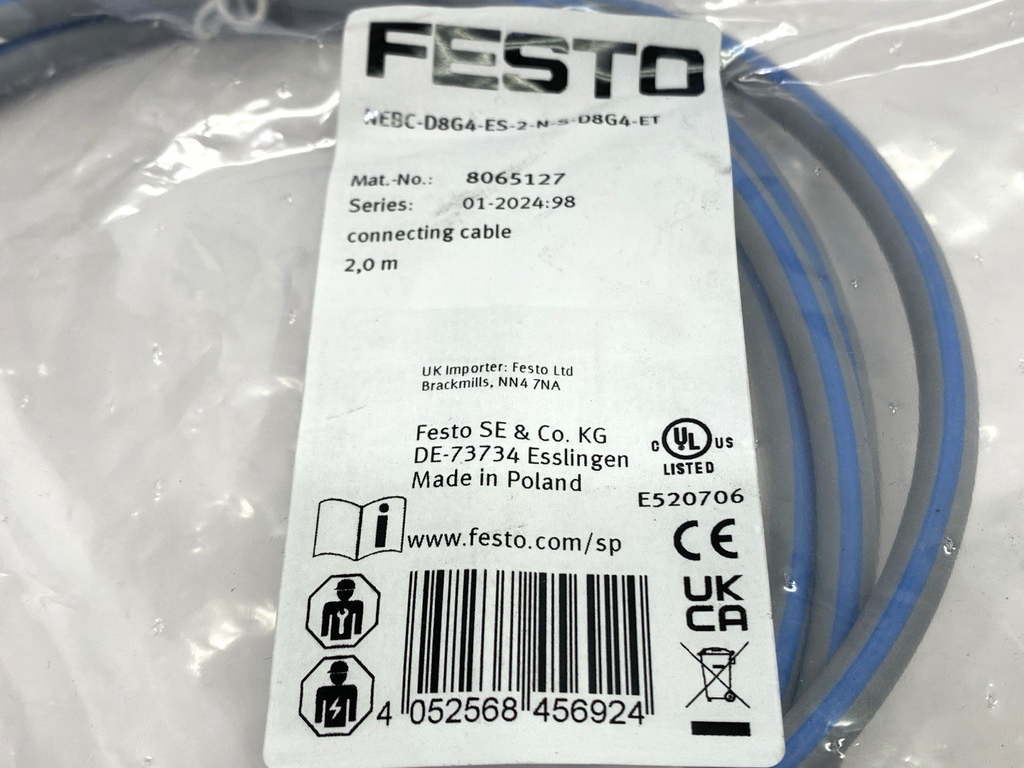 FESTO
NEBC-D8G4-ES-2-N-S-D8G4-ET
Mat.-No.: 8065127
Series: 01-2024:98
connecting cable
2,0 m
UK Importer: Festo Ltd
Brackmills, NN4 7NA
Festo SE & Co. KG
DE-73734 Esslingen
Made in Poland
c UL us
LISTED
E520706
www.festo.com/sp
CE
UK
CA
4 052568 456924